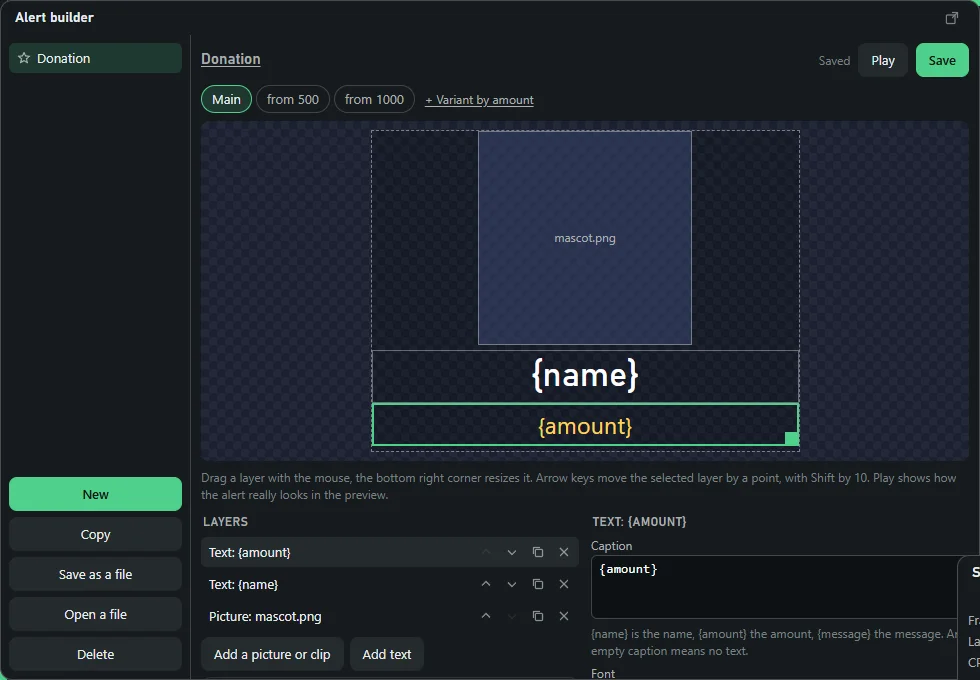 Alert builder
Donation
Donation
Saved
Play
Save
Main
from 500
from 1000
+ Variant by amount
mascot.png
{name}
{amount}
Drag a layer with the mouse, the bottom right corner resizes it. Arrow keys move the selected layer by a point, with Shift by 10. Play shows how
the alert really looks in the preview.
New
Copy
Save as a file
Open a file
Delete
LAYERS
Text: {amount}
Text: {name}
Picture: mascot.png
Add a picture or clip
Add text
TEXT: {AMOUNT}
Caption
{amount}
{name} is the name, {amount} the amount, {message} the message. An
empty caption means no text.
Font